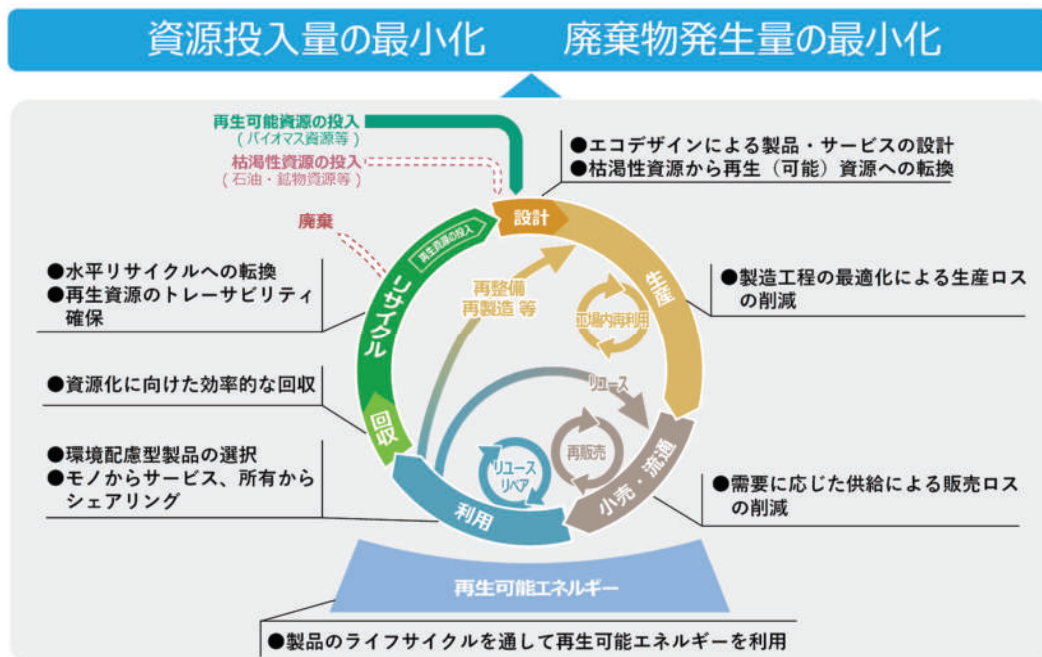 資源投入量の最小化　廃棄物発生量の最小化
再生可能資源の投入
(バイオマス資源等)
枯渇性資源の投入
(石油・鉱物資源等)
廃棄
●エコデザインによる製品・サービスの設計
●枯渇性資源から再生（可能）資源への転換
設計
再生資源の投入
リサイクル
生産
再整備
再製造 等
工場内再利用
●水平リサイクルへの転換
●再生資源のトレーサビリティ
確保
●製造工程の最適化による生産ロス
の削減
●資源化に向けた効率的な回収
回収
リユース
●環境配慮型製品の選択
●モノからサービス、所有から
シェアリング
リユース
リペア
再販売
小売・流通
利用
●需要に応じた供給による販売ロス
の削減
再生可能エネルギー
●製品のライフサイクルを通して再生可能エネルギーを利用